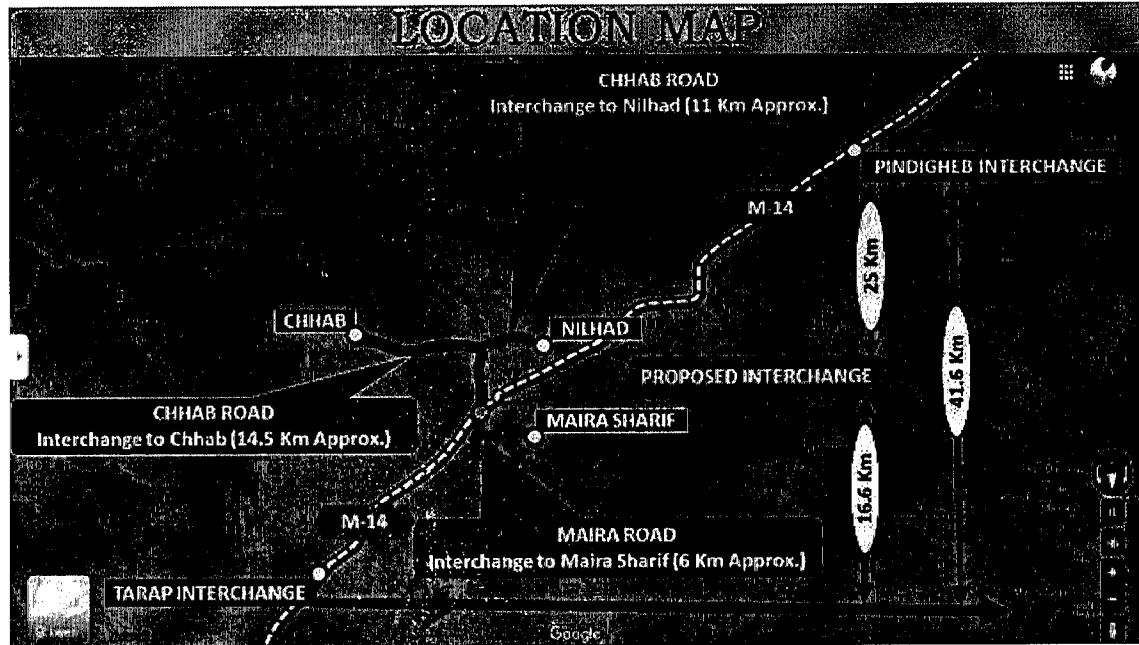 LOCATION MAP
CHHAB ROAD
Interchange to Nilhad (11 Km Approx.)
PINDIGHEB INTERCHANGE
M-14
25 Km
CHHAB
NILHAD
PROPOSED INTERCHANGE
41.6 Km
CHHAB ROAD
Interchange to Chhab (14.5 Km Approx.)
MAIRA SHARIF
16.6 Km
M-14
MAIRA ROAD
Interchange to Maira Sharif (6 Km Approx.)
TARAP INTERCHANGE
Google